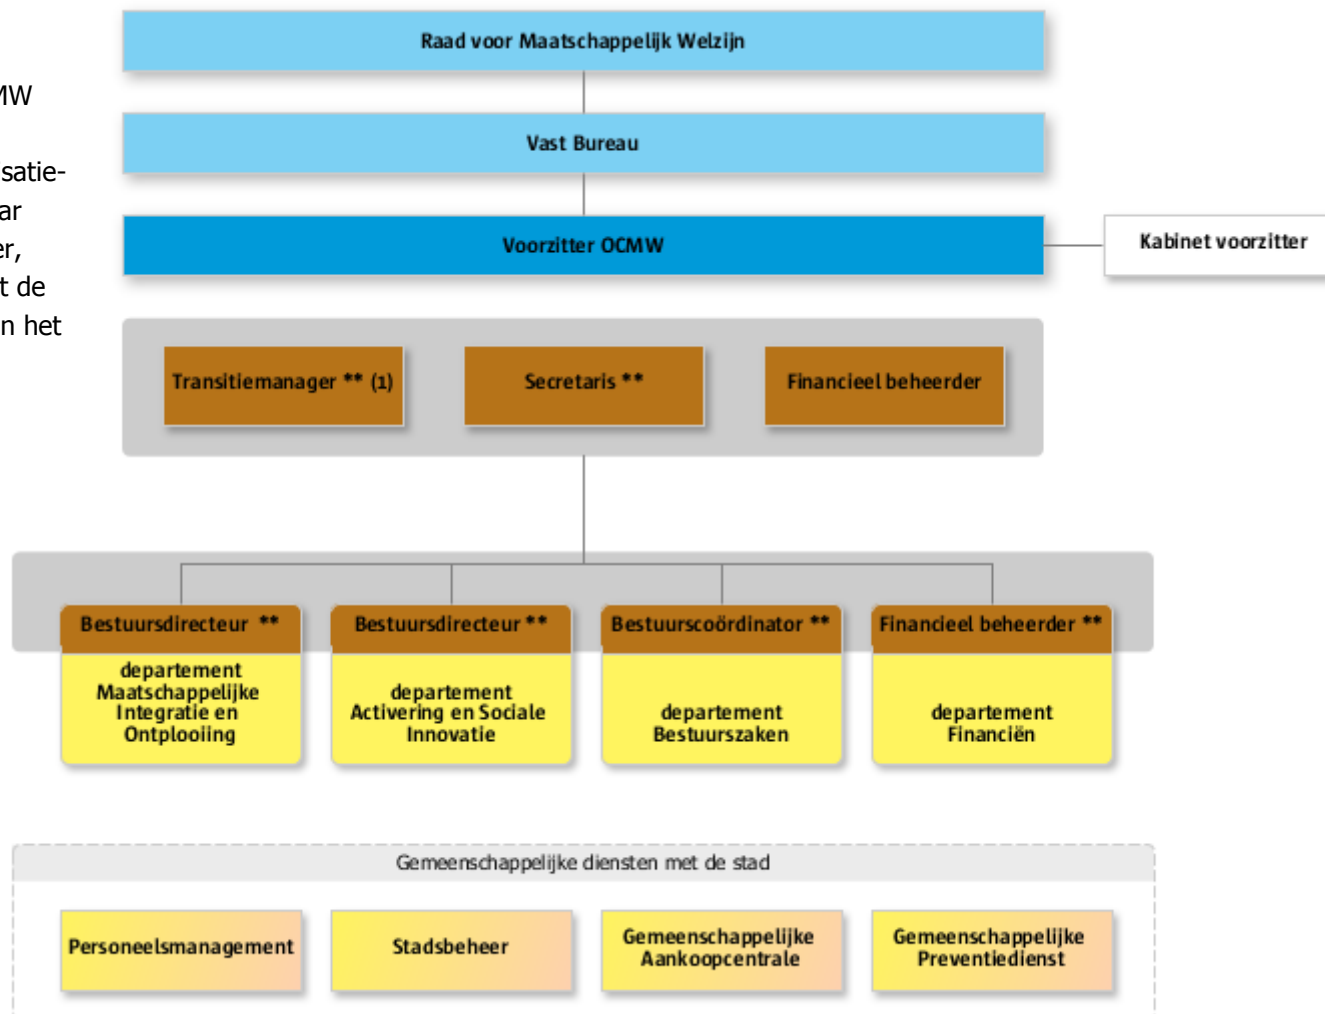 Raad voor Maatschappelijk Welzijn
MW
Vast Bureau
satie-
ar
er,
t de
n het
Voorzitter OCMW
Kabinet voorzitter
Transitiemanager ** (1)
Secretaris **
Financieel beheerder
Bestuursdirecteur **
departement
Maatschappelijke
Integratie en
Ontplooiing
Bestuursdirecteur **
departement
Activering en Sociale
Innovatie
Bestuurscoördinator **
departement
Bestuurszaken
Financieel beheerder **
departement
Financiën
Gemeenschappelijke diensten met de stad
Personeelsmanagement
Stadsbeheer
Gemeenschappelijke
Aankoopcentrale
Gemeenschappelijke
Preventiedienst